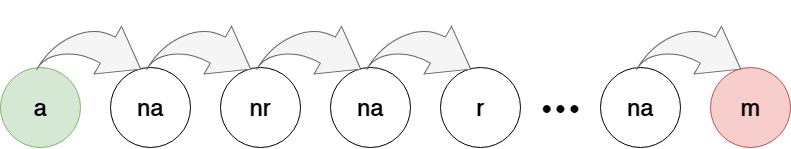 a na nr na r ••• na m